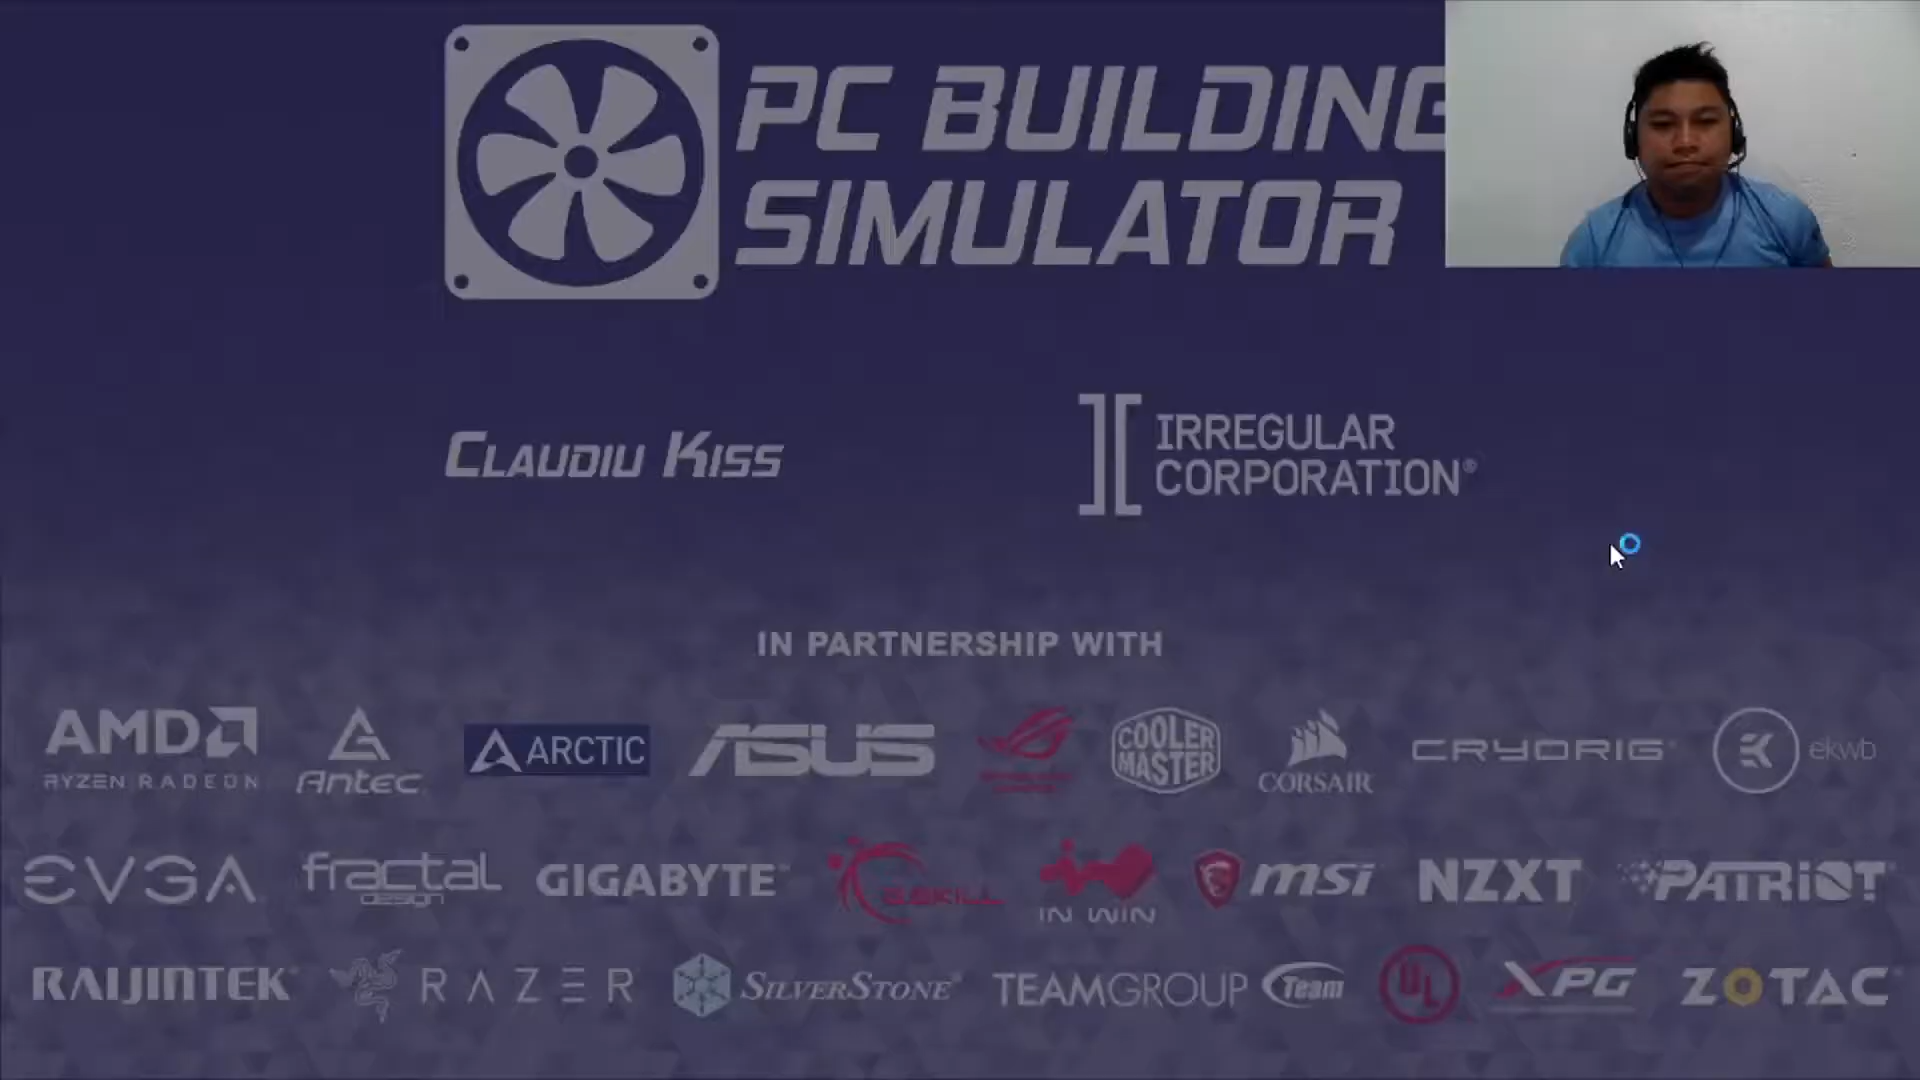 PC BUILDING
SIMULATOR
CLAUDIU KISS
IRREGULAR
CORPORATION®
IN PARTNERSHIP WITH
AMD
RYZEN RADEON
Antec
ARCTIC
ASUS
COOLER
MASTER
CORSAIR
CRYORIG
ekwb
EVGA
fractal
design
GIGABYTE
G.SKILL
IN WIN
msi
NZXT
PATRIOT
RAIJINTEK
RAZER
SILVERSTONE
TEAMGROUP Team
UL
XPG
ZOTAC